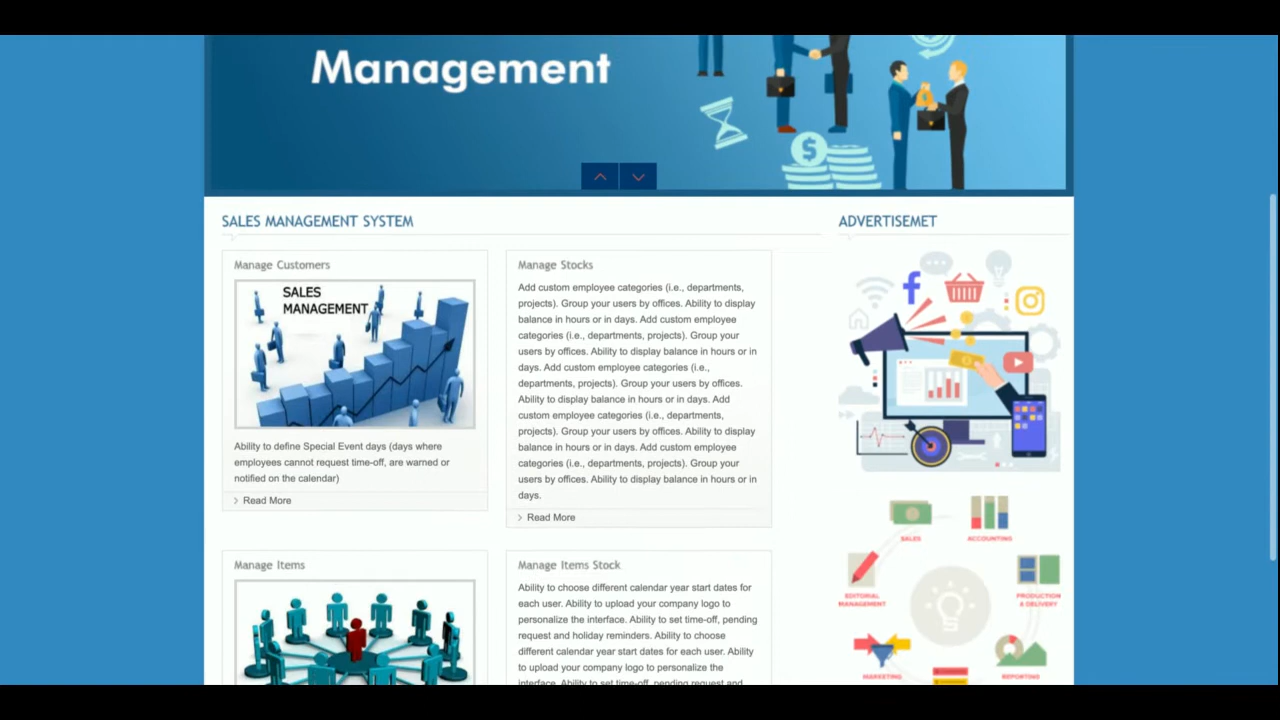 Management
SALES MANAGEMENT SYSTEM
Manage Customers
SALES
MANAGEMENT
Ability to define Special Event days (days where
employees cannot request time-off, are warned or
notified on the calendar)
Read More
Manage Stocks
Add custom employee categories (i.e., departments,
projects). Group your users by offices. Ability to display
balance in hours or in days. Add custom employee
categories (i.e., departments, projects). Group your
users by offices. Ability to display balance in hours or in
days. Add custom employee categories (i.e.,
departments, projects). Group your users by offices.
Ability to display balance in hours or in days. Add
custom employee categories (i.e., departments,
projects). Group your users by offices. Ability to display
balance in hours or in days. Add custom employee
categories (i.e., departments, projects). Group your
users by offices. Ability to display balance in hours or in
days.
Read More
Manage Items
Manage Items Stock
Ability to choose different calendar year start dates for
each user. Ability to upload your company logo to
personalize the interface. Ability to set time-off, pending
request and holiday reminders. Ability to choose
different calendar year start dates for each user. Ability
to upload your company logo to personalize the
interface. Ability to set time-off, pending request and
ADVERTISEMET
SALES
ACCOUNTING
EDITORIAL
MANAGEMENT
PRODUCTION
& DELIVERY
MARKETING
REPORTING